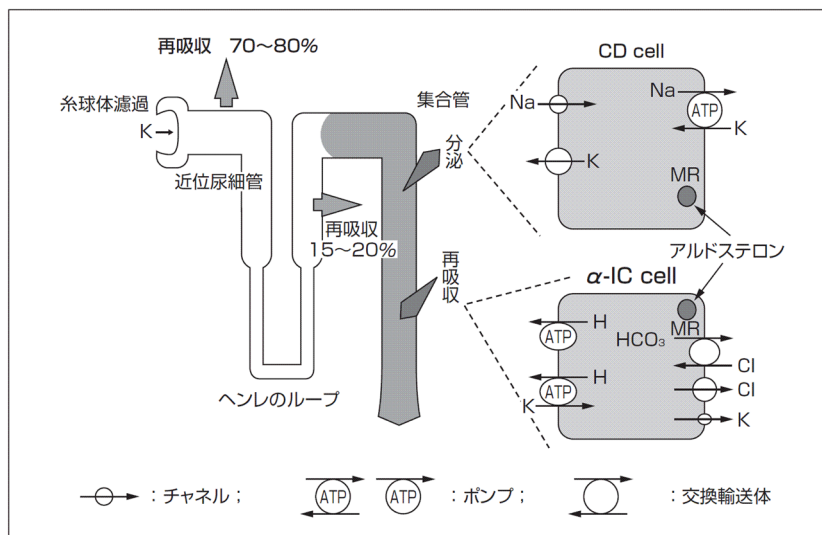 再吸収 70〜80%
糸球体濾過
K
近位尿細管
再吸収
15〜20%
ヘンレのループ
集合管
分泌
再吸収
CD cell
Na
K
Na
ATP
K
MR
アルドステロン
α-IC cell
H
ATP
H
ATP
K
MR
HCO₃
Cl
Cl
K
：チャネル；
ATP
ATP
：ポンプ；
：交換輸送体